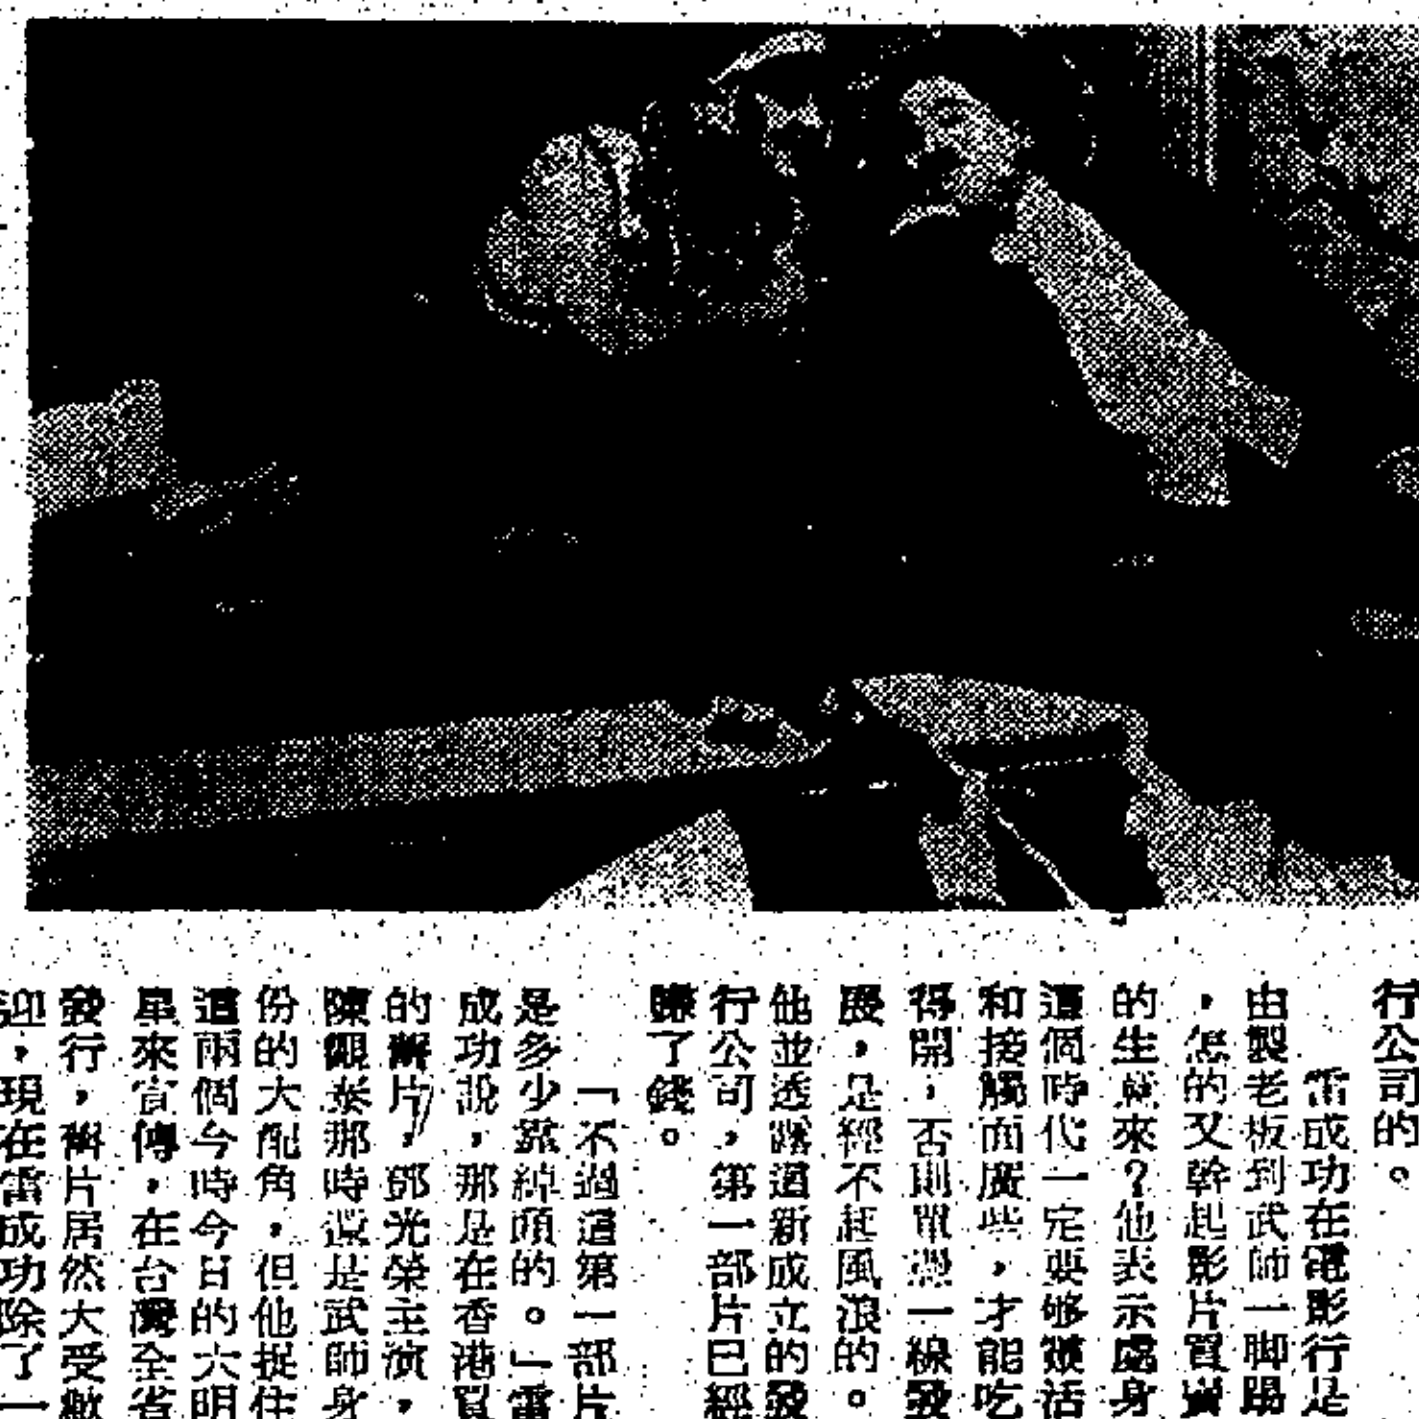 行公司的。
雷成功在電影行是
由製老板到武師一脚踢
，怎的又幹起影片買賣
的生意來？他表示處身
這個時代一定要够靈活
和接觸面廣些，才能吃
得開，否則單憑一線發
展，是經不起風浪的。
他並透露這新成立的發
行公司，第一部片已經
賺了錢。
「不過這第一部片
是多少靠綽頭的。」雷
成功說，那是在香港買
的舊片，鄧光榮主演，
陳觀泰那時還是武師身
份的大配角，但他捉住
這兩個今時今日的大明
星來宣傳，在台灣全省
發行，舊片居然大受歡
迎，現在雷成功除了一